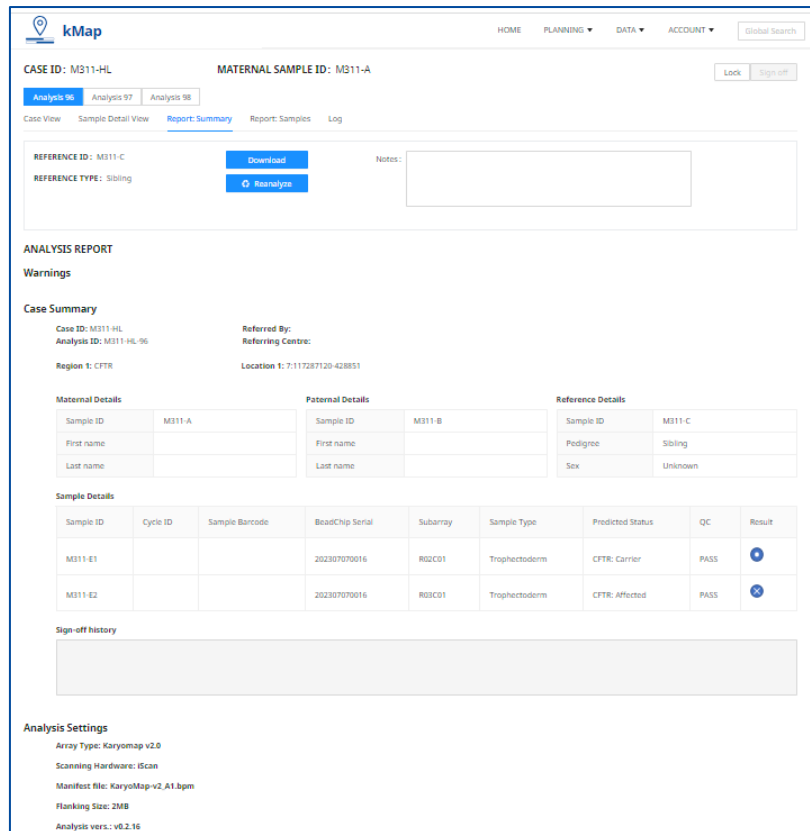 kMap
HOME PLANNING ▼ DATA ▼ ACCOUNT ▼ Global Search
CASE ID: M311-HL MATERNAL SAMPLE ID: M311-A Lock Sign off
Analysis 96 Analysis 97 Analysis 98
Case View Sample Detail View Report: Summary Report: Samples Log
REFERENCE ID: M311-C Download Notes:
REFERENCE TYPE: Sibling Reanalyze
ANALYSIS REPORT
Warnings
Case Summary
Case ID: M311-HL Referred By:
Analysis ID: M311-HL-96 Referring Centre:
Region 1: CFTR Location 1: 7:117287120-428851
Maternal Details Paternal Details Reference Details
Sample ID M311-A Sample ID M311-B Sample ID M311-C
First name First name Pedigree Sibling
Last name Last name Sex Unknown
Sample Details
Sample ID Cycle ID Sample Barcode BeadChip Serial Subarray Sample Type Predicted Status QC Result
M311-E1 202307070016 R02C01 Trophectoderm CFTR: Carrier PASS
M311-E2 202307070016 R03C01 Trophectoderm CFTR: Affected PASS
Sign-off history
Analysis Settings
Array Type: Karyomap v2.0
Scanning Hardware: iScan
Manifest file: KaryoMap-v2_A1.bpm
Flanking Size: 2MB
Analysis vers.: v0.2.16